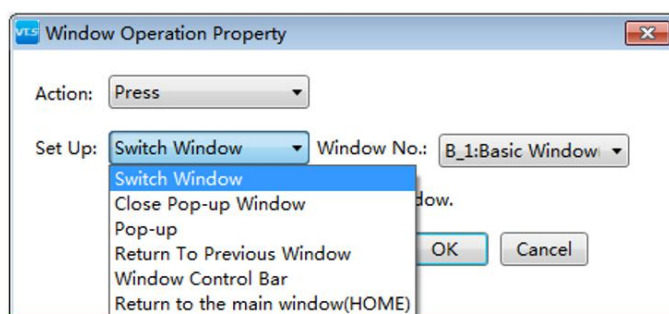 VTS Window Operation Property
Action: Press
Set Up: Switch Window Window No.: B_1:Basic Window
Switch Window
Close Pop-up Window dow.
Pop-up
Return To Previous Window OK Cancel
Window Control Bar
Return to the main window(HOME)